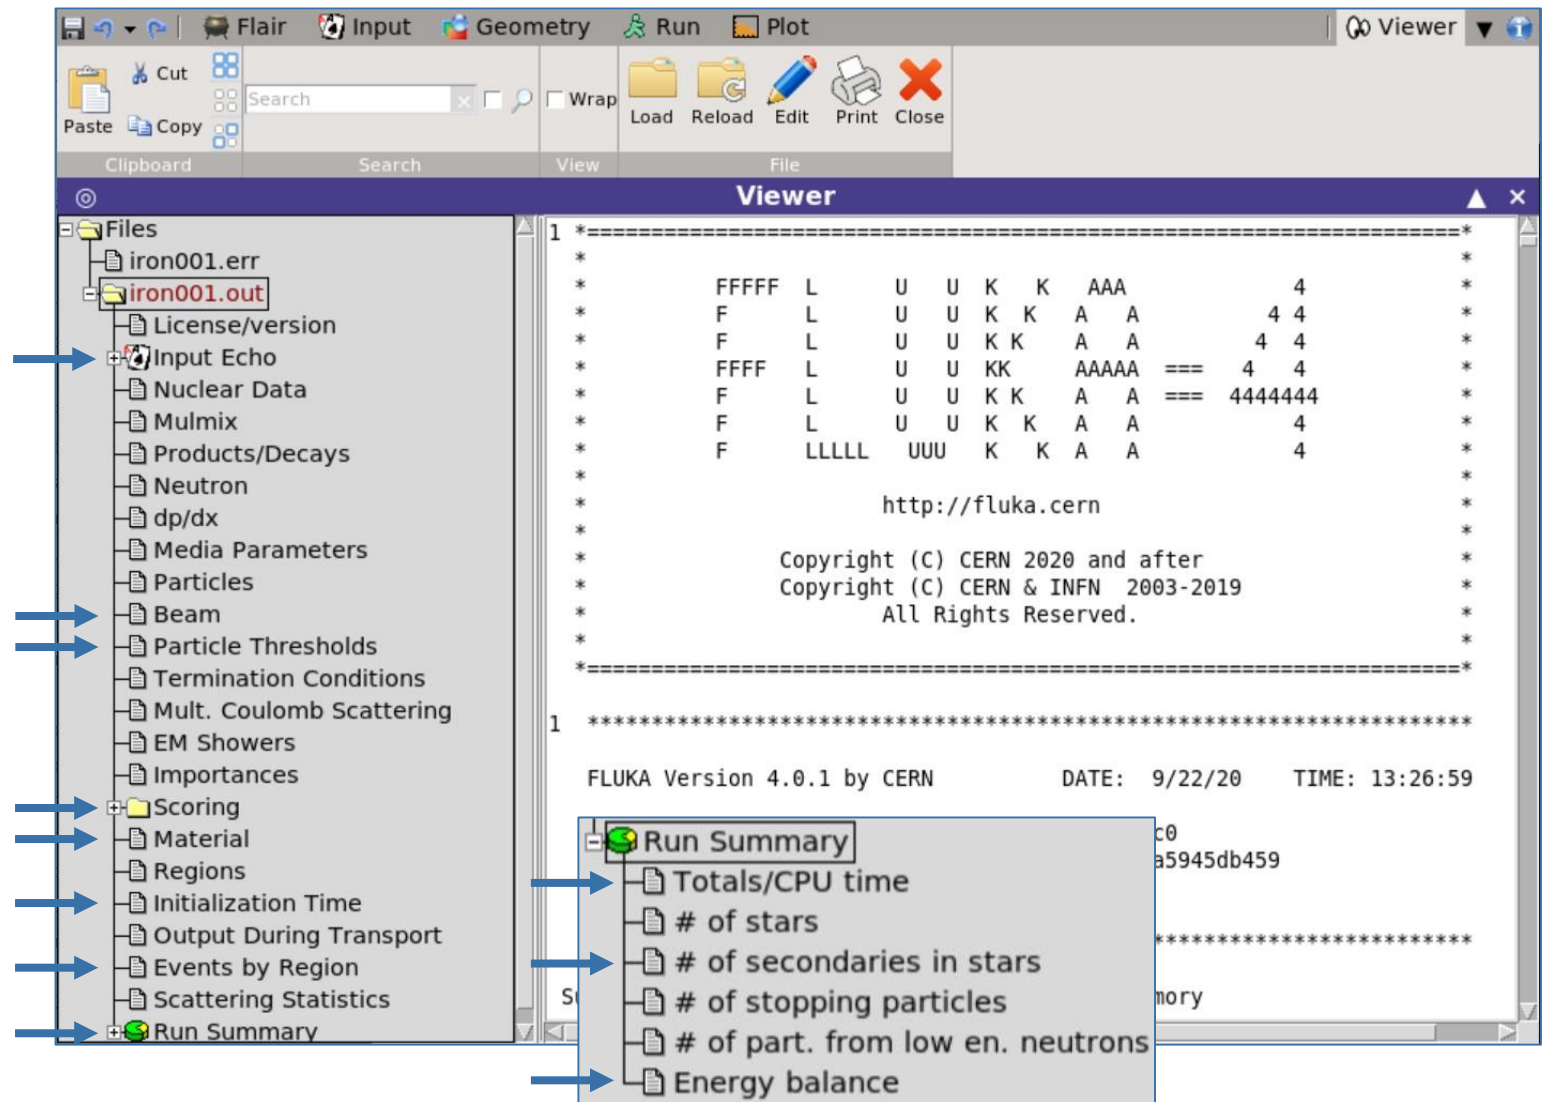 Flair Input Geometry Run Plot Viewer
Cut
Search
Wrap
Paste Copy
Load Reload Edit Print Close
Clipboard Search View File
Viewer
Files
iron001.err
iron001.out
License/version
Input Echo
Nuclear Data
Mulmix
Products/Decays
Neutron
dp/dx
Media Parameters
Particles
Beam
Particle Thresholds
Termination Conditions
Mult. Coulomb Scattering
EM Showers
Importances
Scoring
Material
Regions
Initialization Time
Output During Transport
Events by Region
Scattering Statistics
Run Summary
1 *====================================================================*
* *
* FFFFF L U U K K AAA 4 *
* F L U U K K A A 4 4 *
* F L U U K K A A 4 4 *
* FFFF L U U KK AAAAA === 4 4 *
* F L U U K K A A === 4444444 *
* F L U U K K A A 4 *
* F LLLLL UUU K K A A 4 *
* *
* http://fluka.cern *
* *
* Copyright (C) CERN 2020 and after *
* Copyright (C) CERN & INFN 2003-2019 *
* All Rights Reserved. *
* *
*====================================================================*
1 *********************************************************************
FLUKA Version 4.0.1 by CERN DATE: 9/22/20 TIME: 13:26:59
c0
a5945db459
*************************
Run Summary
Totals/CPU time
# of stars
# of secondaries in stars
# of stopping particles
# of part. from low en. neutrons
Energy balance